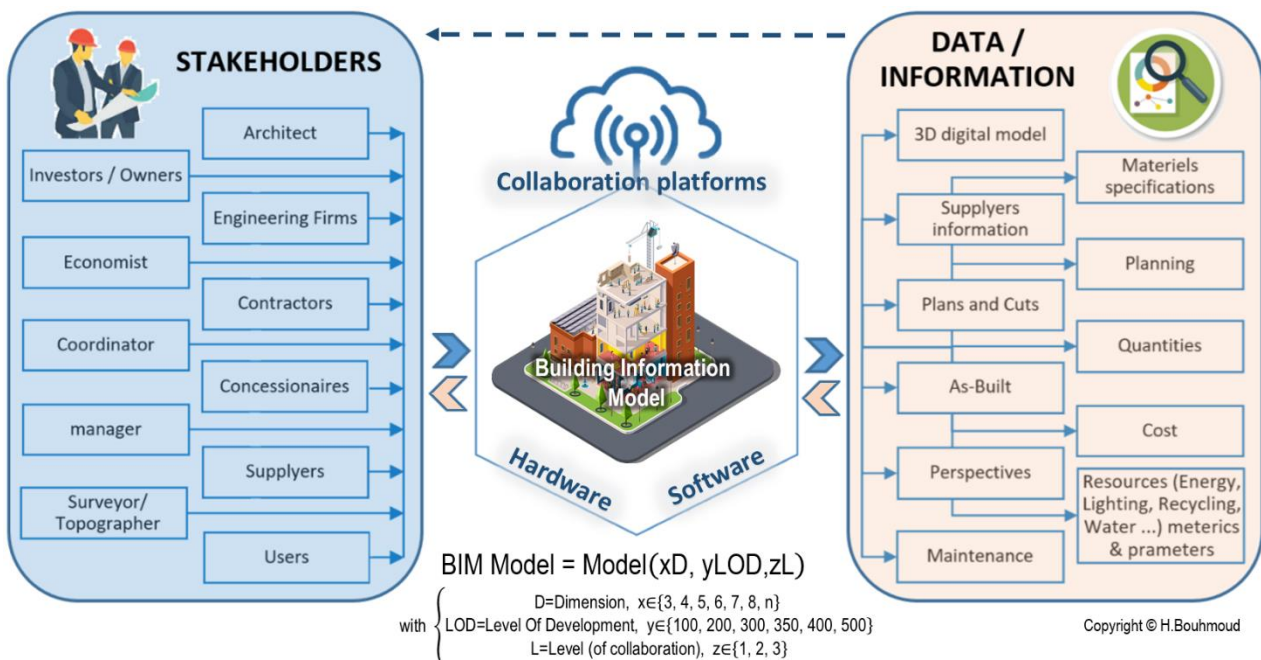 STAKEHOLDERS
Architect
Investors / Owners
Engineering Firms
Economist
Contractors
Coordinator
Concessionaires
manager
Supplyers
Surveyor/
Topographer
Users
Collaboration platforms
Building Information
Model
Hardware
Software
BIM Model = Model(xD, yLOD,zL)
with
D=Dimension, x∈{3, 4, 5, 6, 7, 8, n}
LOD=Level Of Development, y∈{100, 200, 300, 350, 400, 500}
L=Level (of collaboration), z∈{1, 2, 3}
DATA /
INFORMATION
3D digital model
Materiels
specifications
Supplyers
information
Planning
Plans and Cuts
Quantities
As-Built
Cost
Perspectives
Resources (Energy,
Lighting, Recycling,
Water ...) meterics
& prameters
Maintenance
Copyright © H.Bouhmoud